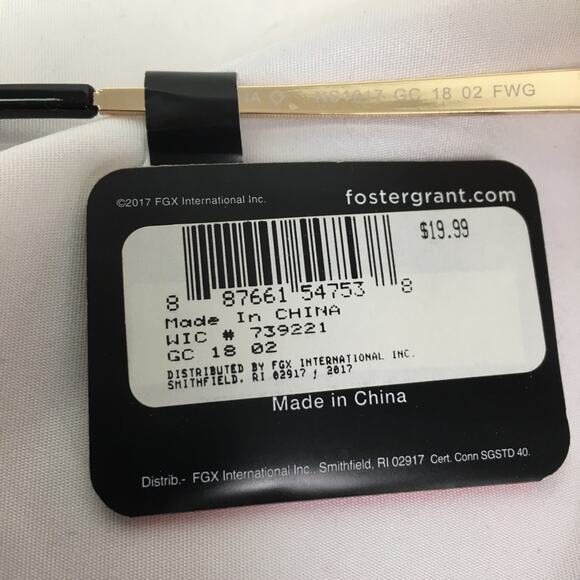 GC 18 02 FWG
©2017 FGX International Inc.
fostergrant.com
$19.99
8 87661 54753 8
Made In CHINA
WIC # 739221
GC 18 02
DISTRIBUTED BY FGX INTERNATIONAL INC.
SMITHFIELD, RI 02917 / 2017
Made in China
Distrib.- FGX International Inc., Smithfield, RI 02917 Cert. Conn SGSTD 40.